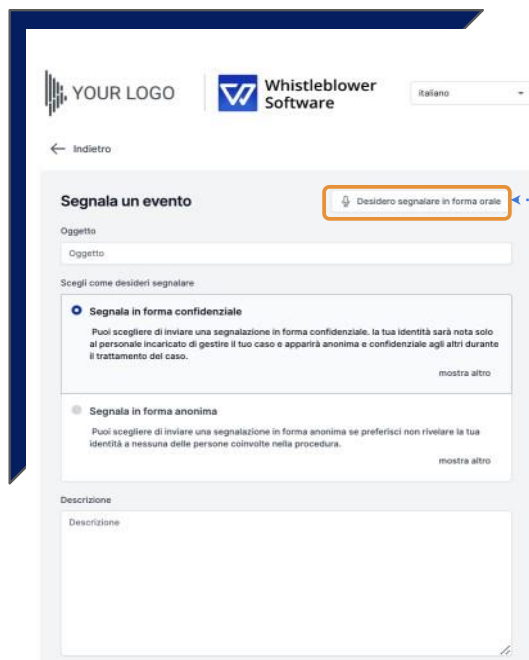 YOUR LOGO
Whistleblower
Software
italiano
Indietro
Segnala un evento
Desidero segnalare in forma orale
Oggetto
Oggetto
Scegli come desideri segnalare
Segnala in forma confidenziale
Puoi scegliere di inviare una segnalazione in forma confidenziale. la tua identità sarà nota solo
al personale incaricato di gestire il tuo caso e apparirà anonima e confidenziale agli altri durante
il trattamento del caso.
mostra altro
Segnala in forma anonima
Puoi scegliere di inviare una segnalazione in forma anonima se preferisci non rivelare la tua
identità a nessuna delle persone coinvolte nella procedura.
mostra altro
Descrizione
Descrizione